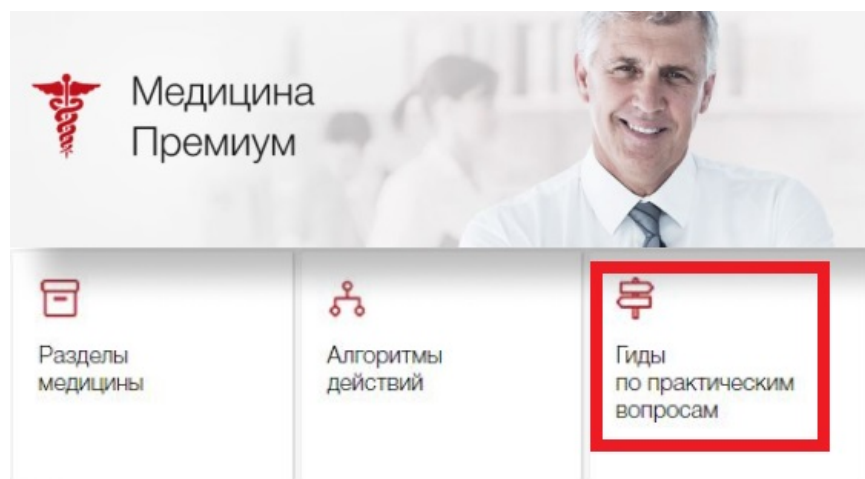 Медицина
Премиум
Разделы
медицины
Алгоритмы
действий
Гиды
по практическим
вопросам